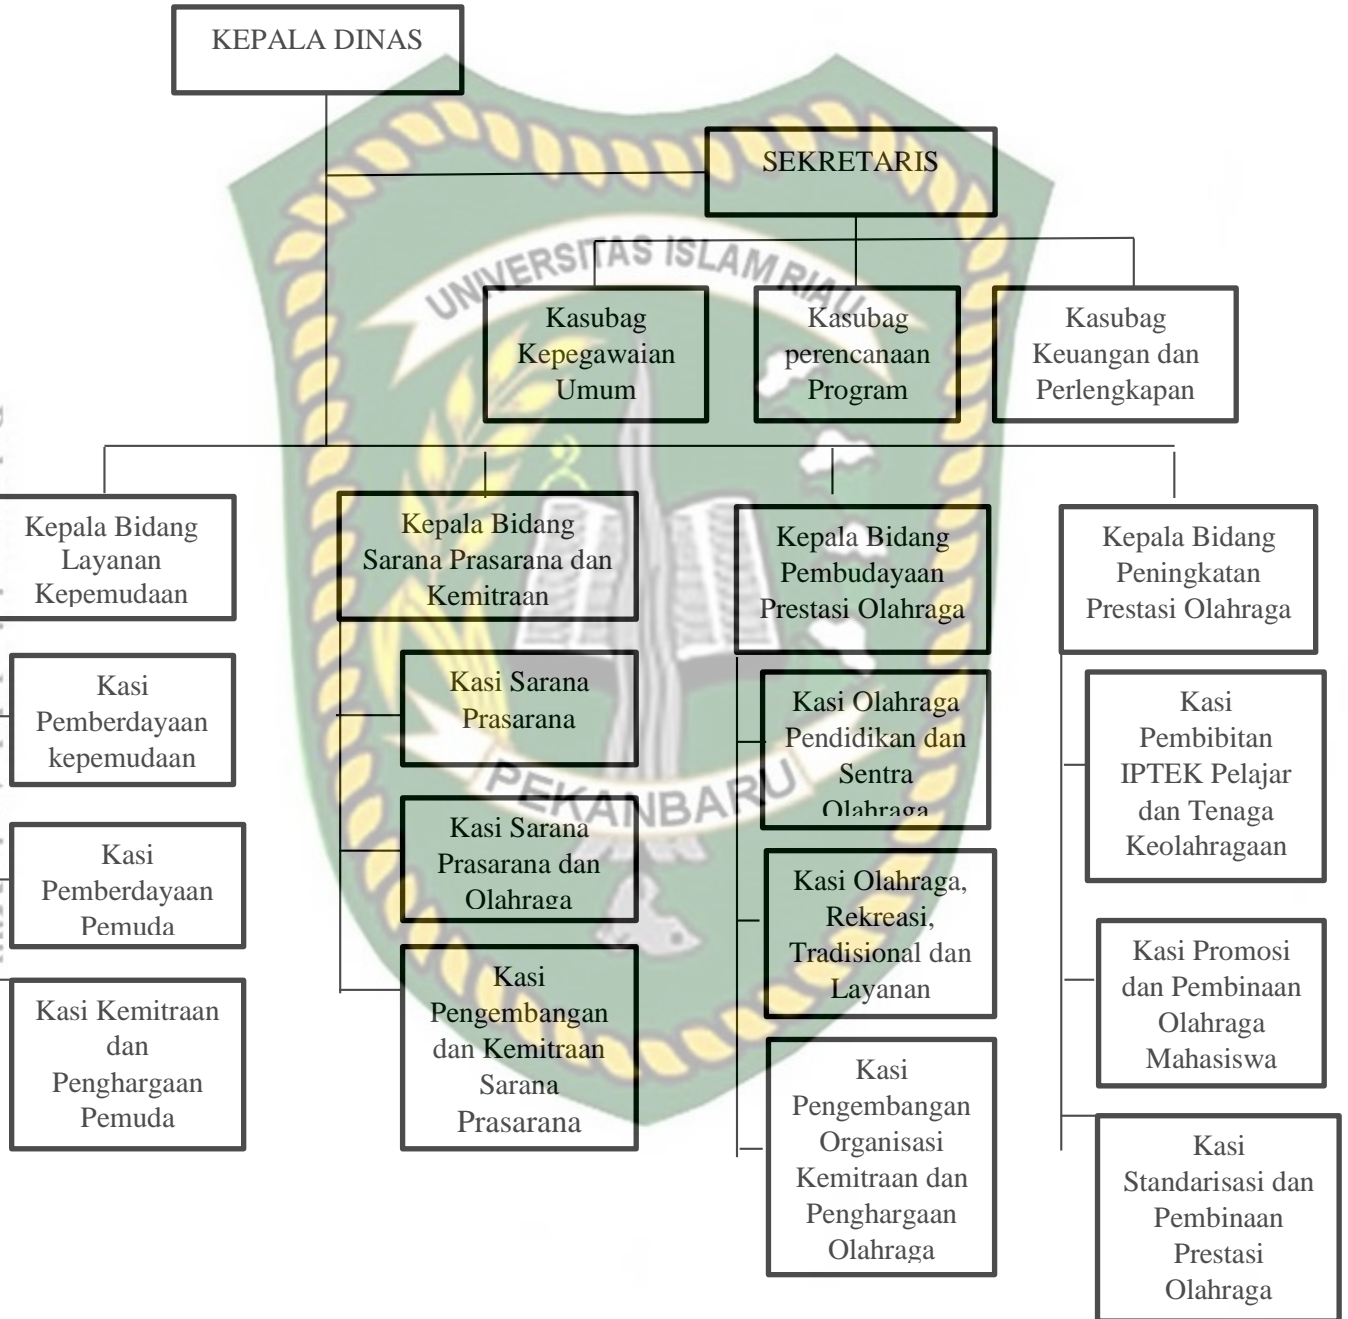 KEPALA DINAS
SEKRETARIS
UNIVERSITAS ISLAM RIAU
Kasubag
Kepegawaian
Umum
Kasubag
perencanaan
Program
Kasubag
Keuangan dan
Perlengkapan
Kepala Bidang
Layanan
Kepemudaan
Kepala Bidang
Sarana Prasarana dan
Kemitraan
Kepala Bidang
Pembudayaan
Prestasi Olahraga
Kepala Bidang
Peningkatan
Prestasi Olahraga
Kasi
Pemberdayaan
kepemudaan
Kasi
Pemberdayaan
Pemuda
Kasi Kemitraan
dan
Penghargaan
Pemuda
Kasi Sarana
Prasarana
Kasi Sarana
Prasarana dan
Olahraga
Kasi
Pengembangan
dan Kemitraan
Sarana
Prasarana
Kasi Olahraga
Pendidikan dan
Sentra
Olahraga
Kasi Olahraga,
Rekreasi,
Tradisional dan
Layanan
Kasi
Pengembangan
Organisasi
Kemitraan dan
Penghargaan
Olahraga
Kasi
Pembibitan
IPTEK Pelajar
dan Tenaga
Keolahragaan
Kasi Promosi
dan Pembinaan
Olahraga
Mahasiswa
Kasi
Standarisasi dan
Pembinaan
Prestasi
Olahraga
PEKANBARU